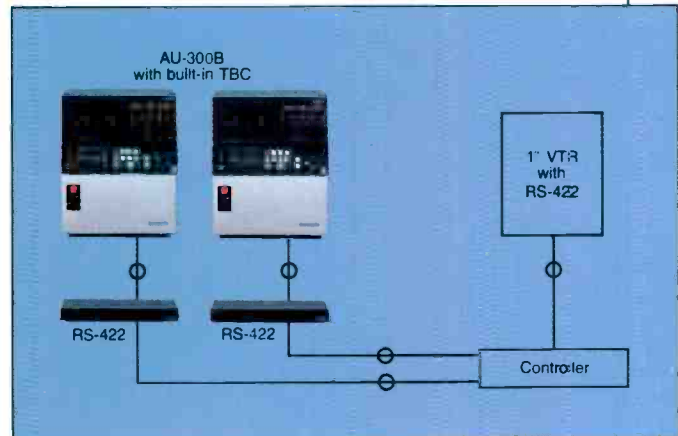 AU-300B
with built-in TBC
1" VTR
with
RS-422
RS-422
RS-422
Controller